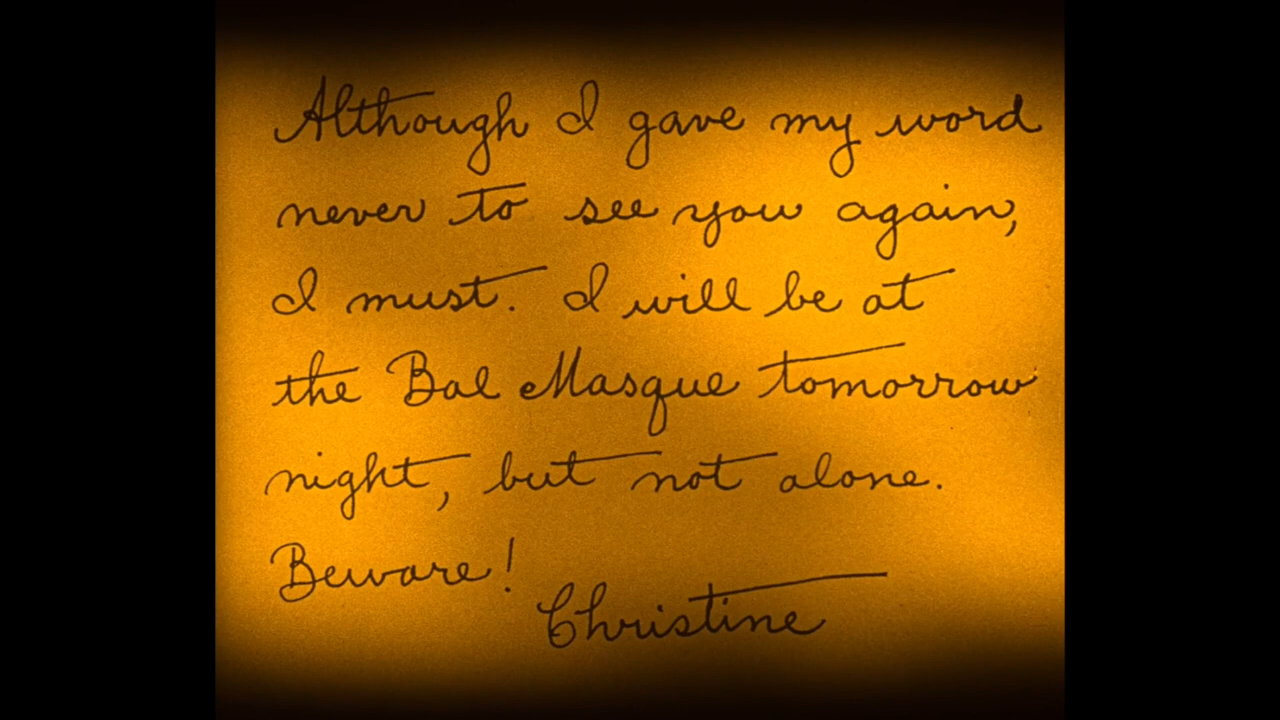 Although I gave my word
never to see you again,
I must. I will be at
the Bal Masque tomorrow
night, but not alone.
Beware!
Christine